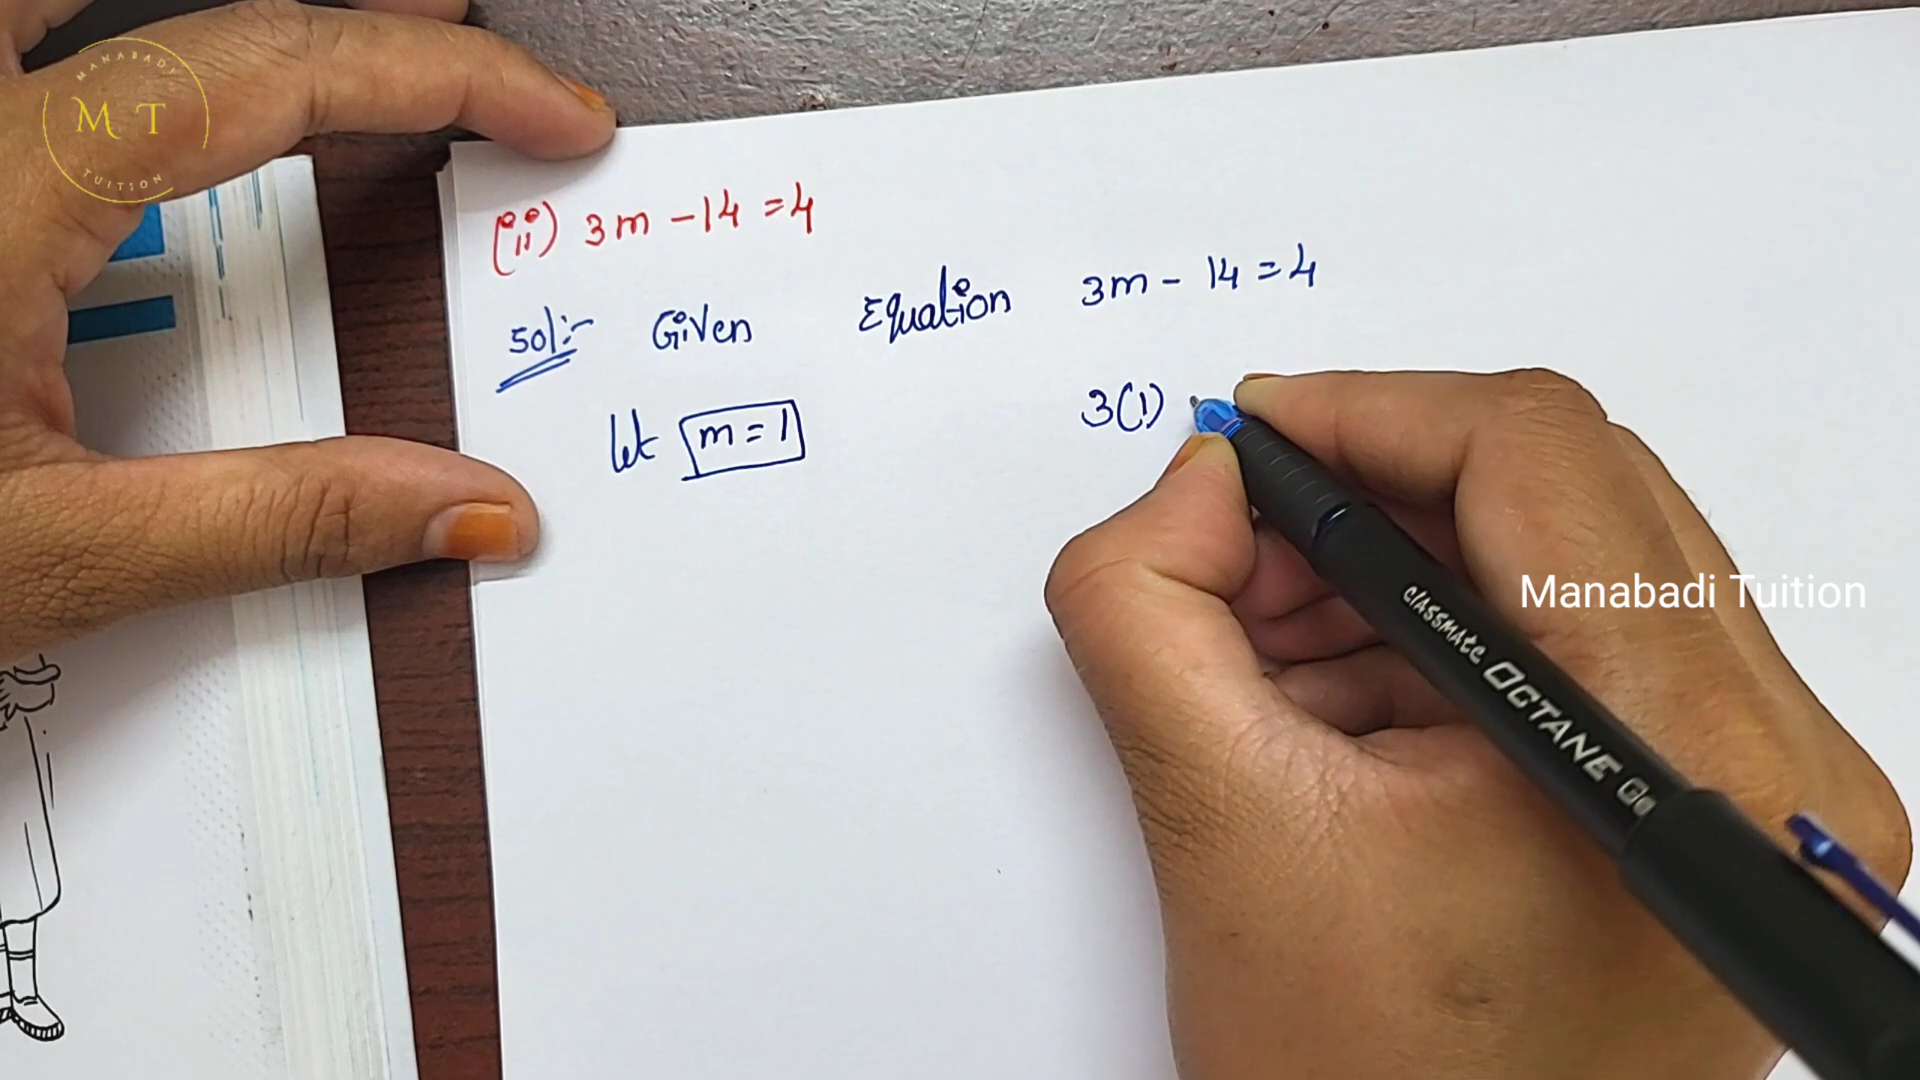 MANABADI
M T
TUITION
(ii) 3m - 14 = 4
Sol:- Given Equation 3m - 14 = 4
let m = 1 3(1)
Manabadi Tuition
classmate OCTANE Ge